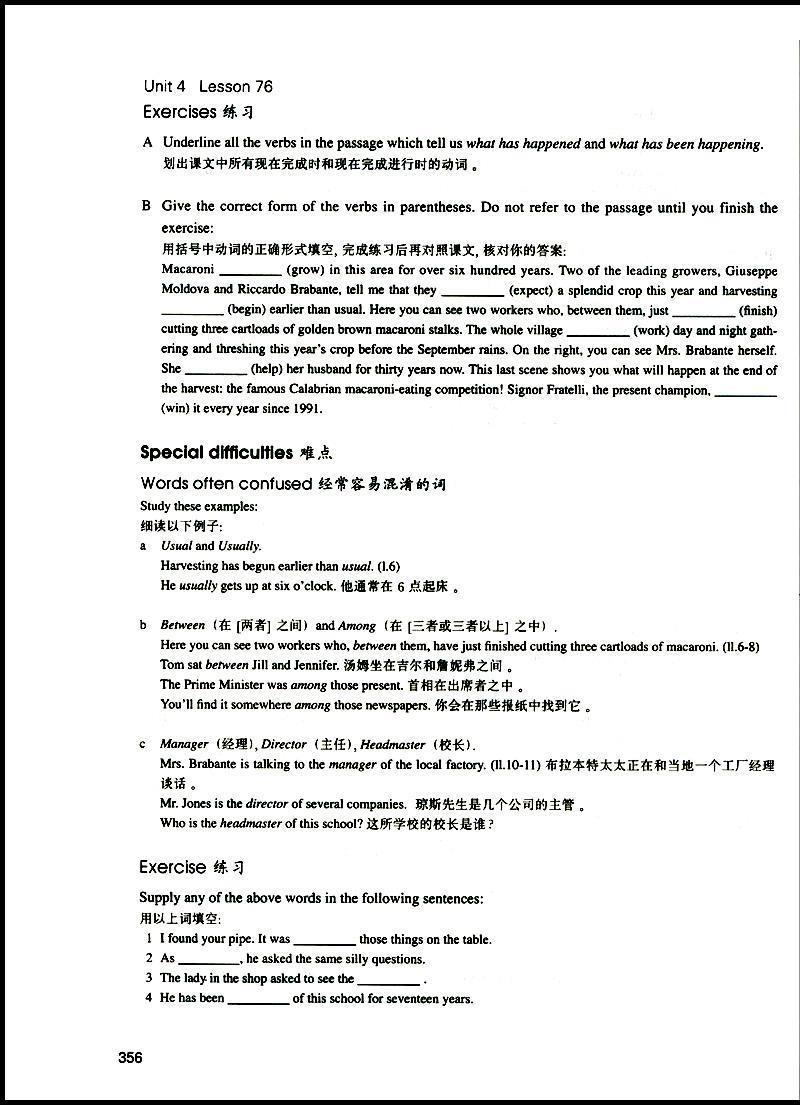 Unit 4 Lesson 76
Exercises 练习
A Underline all the verbs in the passage which tell us what has happened and what has been happening.
划出课文中所有现在完成时和现在完成进行时的动词。
B Give the correct form of the verbs in parentheses. Do not refer to the passage until you finish the
exercise:
用括号中动词的正确形式填空, 完成练习后再对照课文, 核对你的答案:
Macaroni _________ (grow) in this area for over six hundred years. Two of the leading growers, Giuseppe
Moldova and Riccardo Brabante, tell me that they _________ (expect) a splendid crop this year and harvesting
_________ (begin) earlier than usual. Here you can see two workers who, between them, just _________ (finish)
cutting three cartloads of golden brown macaroni stalks. The whole village _________ (work) day and night gath-
ering and threshing this year's crop before the September rains. On the right, you can see Mrs. Brabante herself.
She _________ (help) her husband for thirty years now. This last scene shows you what will happen at the end of
the harvest: the famous Calabrian macaroni-eating competition! Signor Fratelli, the present champion, _________
(win) it every year since 1991.
Special difficulties 难点
Words often confused 经常容易混淆的词
Study these examples:
细读以下例子:
a Usual and Usually.
Harvesting has begun earlier than usual. (l.6)
He usually gets up at six o'clock. 他通常在 6 点起床。
b Between (在 [两者] 之间) and Among (在 [三者或三者以上] 之中).
Here you can see two workers who, between them, have just finished cutting three cartloads of macaroni. (ll.6-8)
Tom sat between Jill and Jennifer. 汤姆坐在吉尔和詹妮弗之间。
The Prime Minister was among those present. 首相在出席者之中。
You'll find it somewhere among those newspapers. 你会在那些报纸中找到它。
c Manager (经理), Director (主任), Headmaster (校长).
Mrs. Brabante is talking to the manager of the local factory. (ll.10-11) 布拉本特太太正在和当地一个工厂经理
谈话。
Mr. Jones is the director of several companies. 琼斯先生是几个公司的主管。
Who is the headmaster of this school? 这所学校的校长是谁?
Exercise 练习
Supply any of the above words in the following sentences:
用以上词填空:
1 I found your pipe. It was _________ those things on the table.
2 As _________, he asked the same silly questions.
3 The lady in the shop asked to see the _________ .
4 He has been _________ of this school for seventeen years.
356